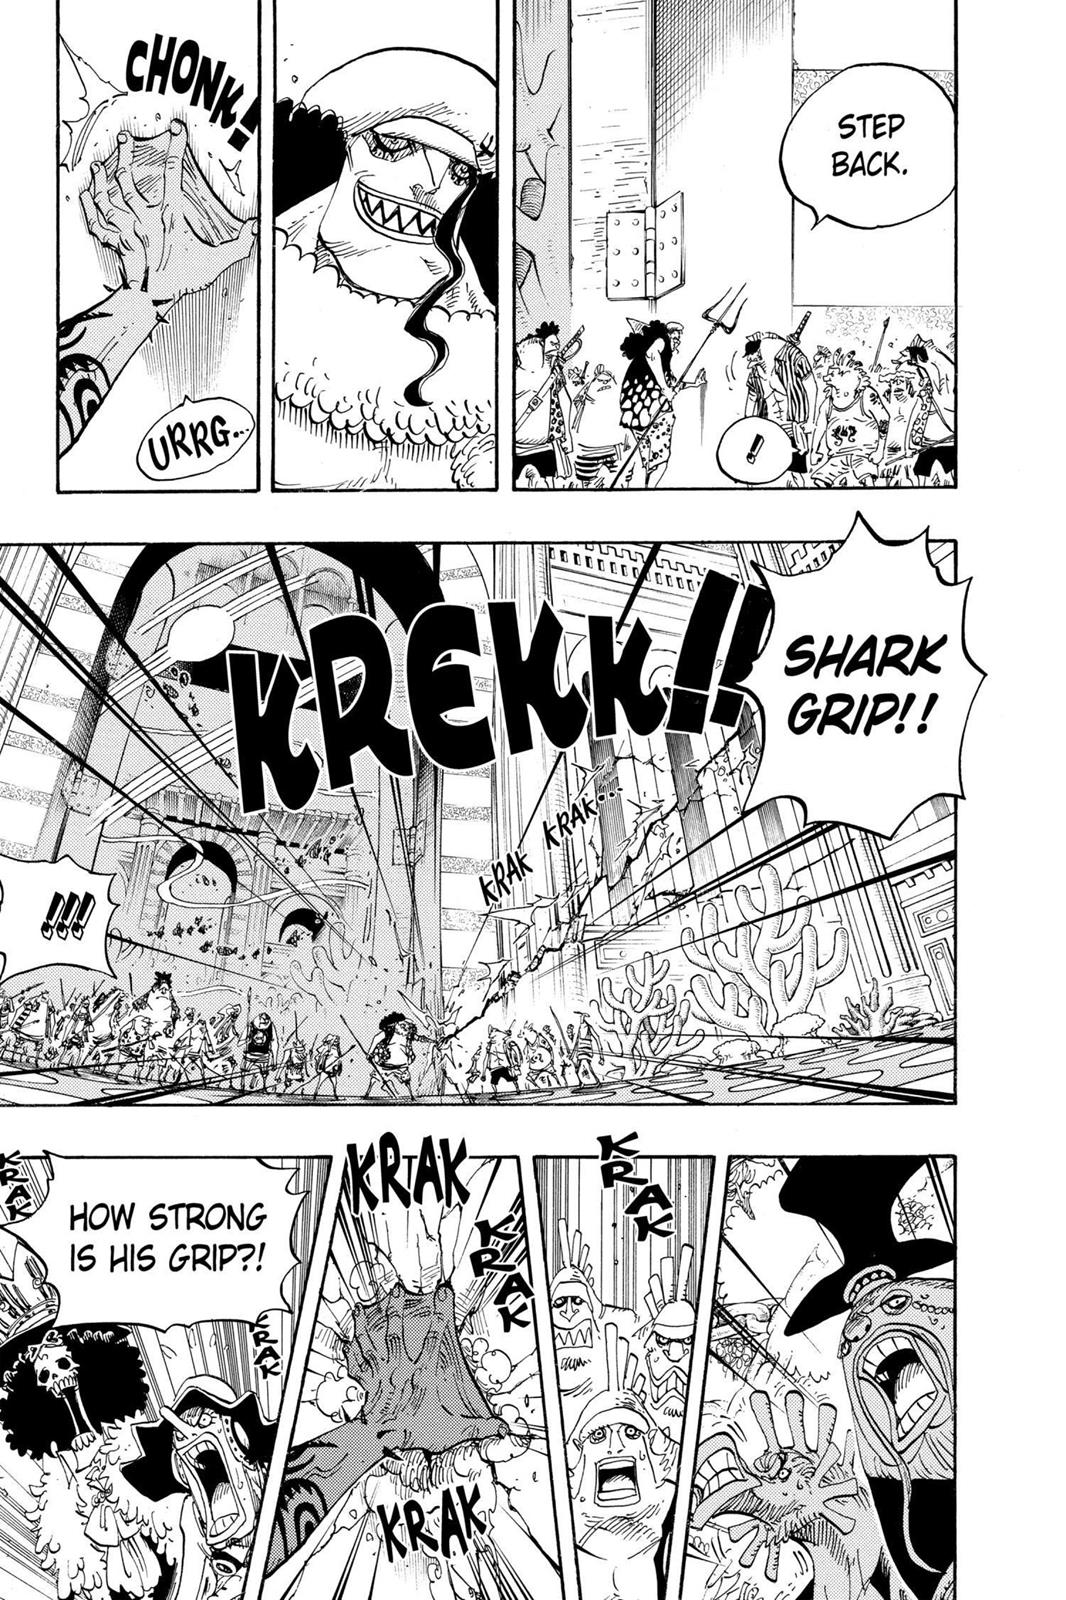 STEP
BACK.
!
CHONK!
URRG...
SHARK
GRIP!!
KREKK!!
KRAK...
KRAK
KRAK
!!!
KRAK
KRAK
KRAK
KRAK
HOW STRONG
IS HIS GRIP?!
KRAK
KRAK